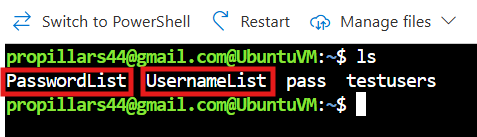 Switch to PowerShell Restart Manage files
propillars44@gmail.com@UbuntuVM:~$ ls
PasswordList UsernameList pass testusers
propillars44@gmail.com@UbuntuVM:~$